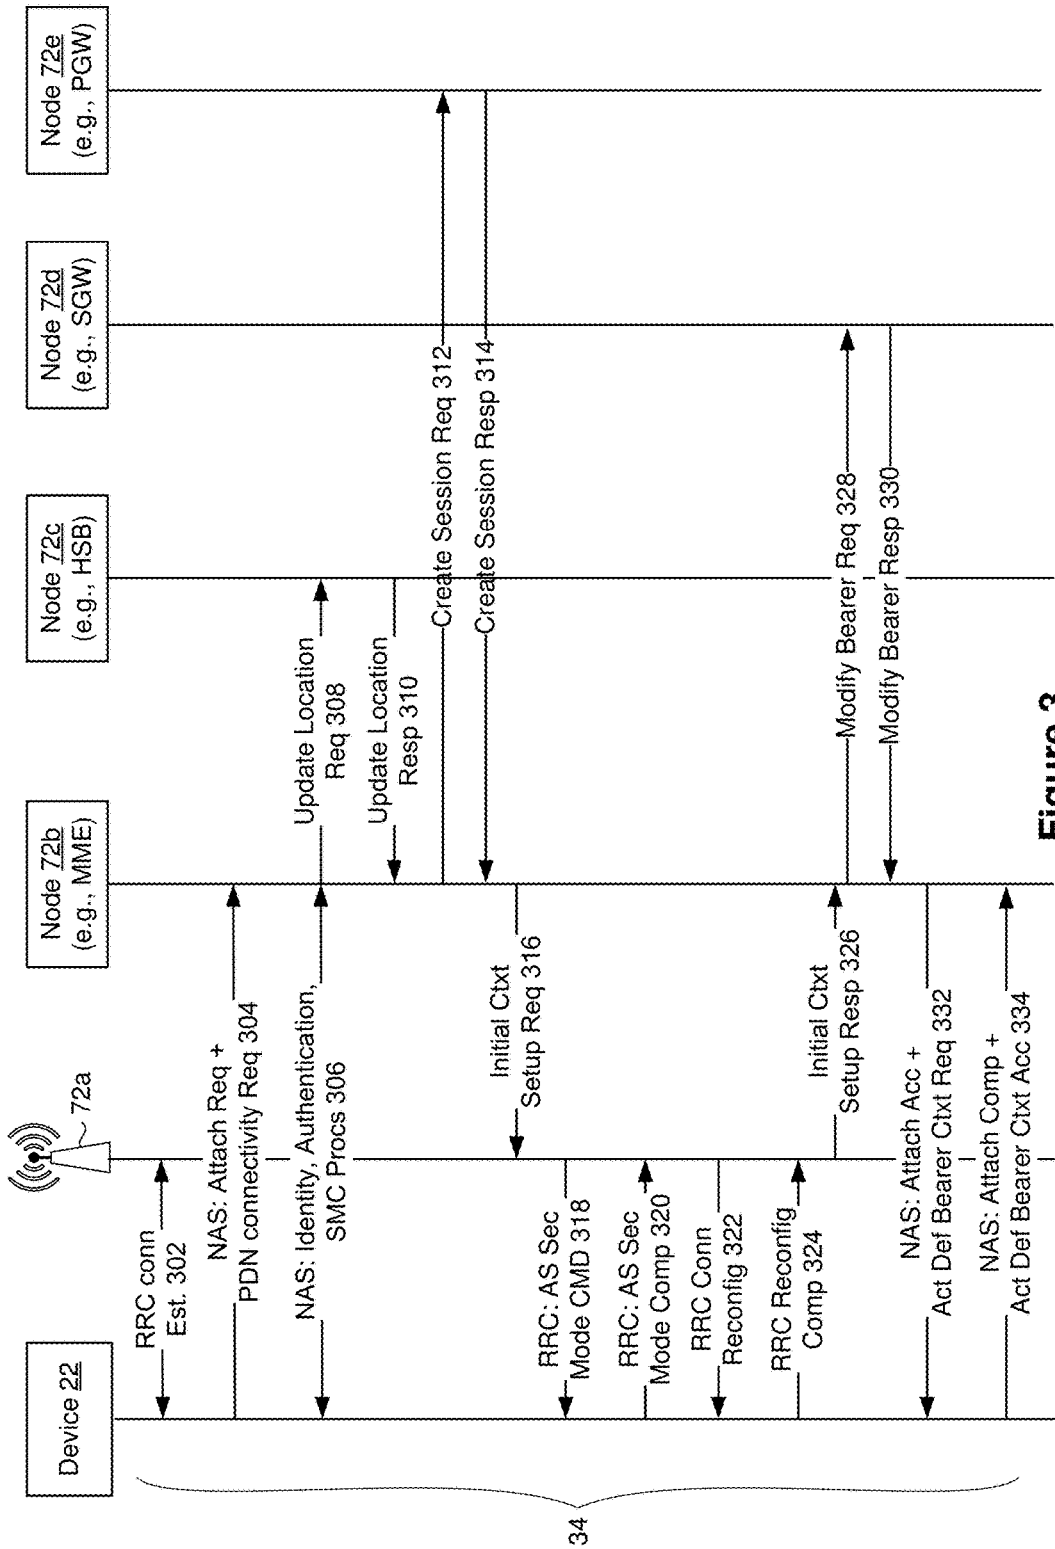 Device 22
72a
Node 72b
(e.g., MME)
Node 72c
(e.g., HSB)
Node 72d
(e.g., SGW)
Node 72e
(e.g., PGW)
34
RRC conn
Est. 302
NAS: Attach Req +
PDN connectivity Req 304
NAS: Identity, Authentication,
SMC Procs 306
Update Location
Req 308
Update Location
Resp 310
Create Session Req 312
Create Session Resp 314
Initial Ctxt
Setup Req 316
RRC: AS Sec
Mode CMD 318
RRC: AS Sec
Mode Comp 320
RRC Conn
Reconfig 322
RRC Reconfig
Comp 324
Initial Ctxt
Setup Resp 326
Modify Bearer Req 328
Modify Bearer Resp 330
NAS: Attach Acc +
Act Def Bearer Ctxt Req 332
NAS: Attach Comp +
Act Def Bearer Ctxt Acc 334
Figure 3